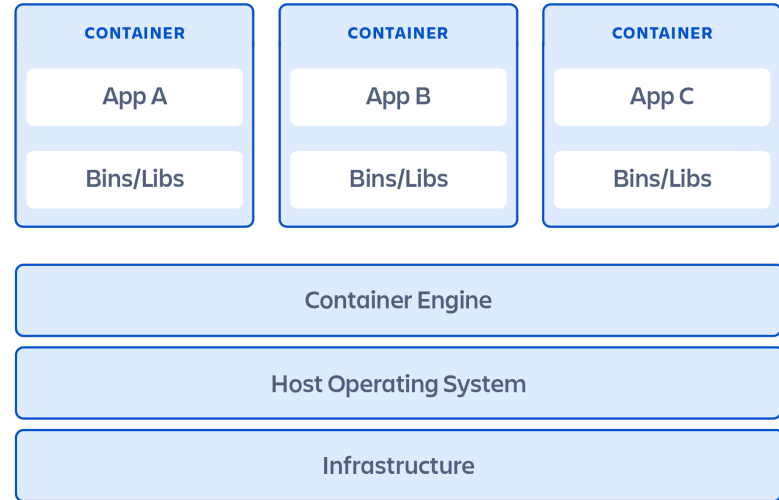 CONTAINER CONTAINER CONTAINER
App A App B App C
Bins/Libs Bins/Libs Bins/Libs
Container Engine
Host Operating System
Infrastructure